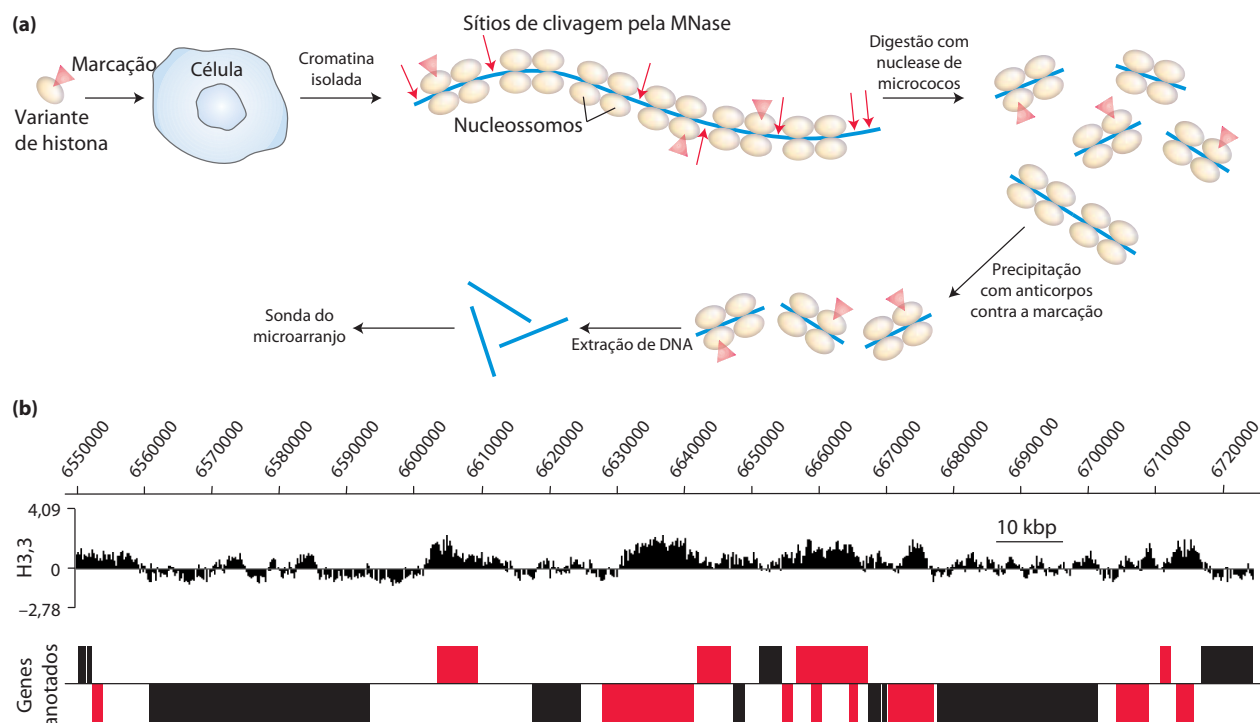 (a)
Sítios de clivagem pela MNase
Marcação
Célula
Cromatina
isolada
Digestão com
nuclease de
micrococos
Variante
de histona
Nucleossomos
Precipitação
com anticorpos
contra a marcação
Extração de DNA
Sonda do
microarranjo
(b)
6550000 6560000 6570000 6580000 6590000 6600000 6610000 6620000 6630000 6640000 6650000 6660000 6670000 6680000 66900 00 6700000 6710000 6720000
4,09
H3,3
0
–2,78
10 kbp
Genes
anotados